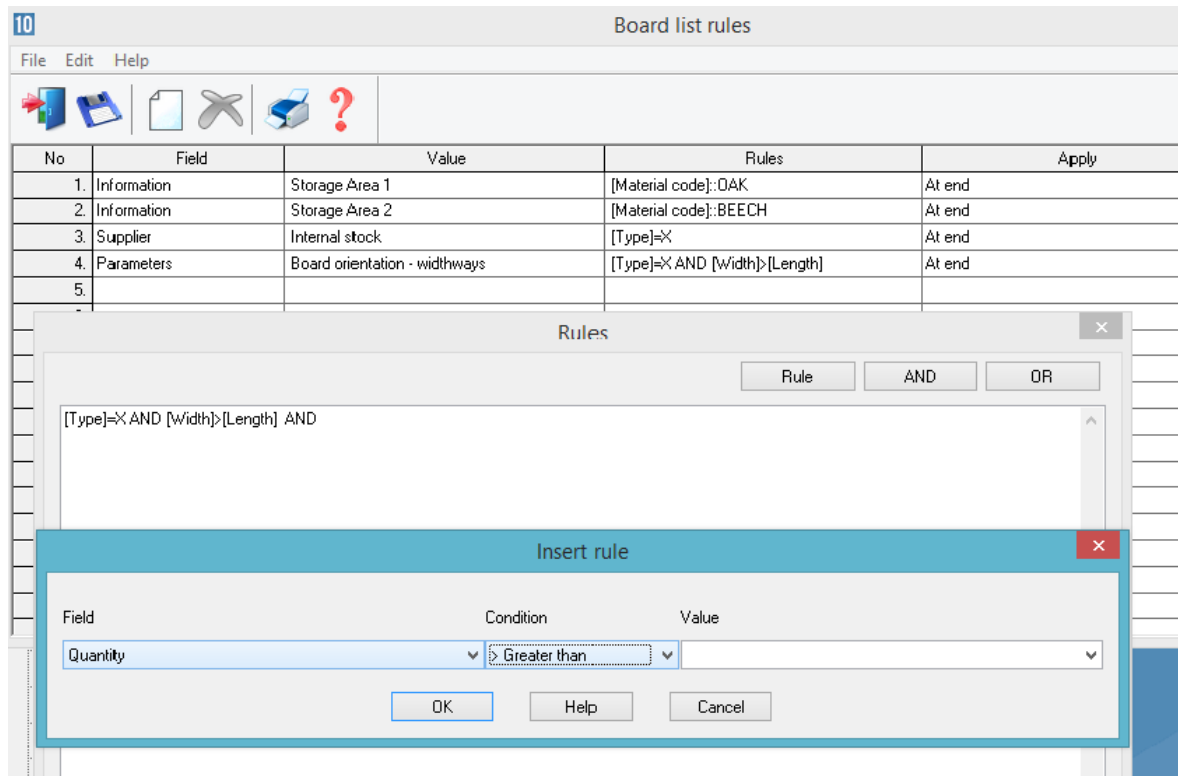 10 Board list rules
File Edit Help
No Field Value Rules Apply
1. Information Storage Area 1 [Material code]::OAK At end
2. Information Storage Area 2 [Material code]::BEECH At end
3. Supplier Internal stock [Type]=X At end
4. Parameters Board orientation - widthways [Type]=X AND [Width]>[Length] At end
5.
Rules
Rule AND OR
[Type]=X AND [Width]>[Length] AND
Insert rule
Field Condition Value
Quantity > Greater than
OK Help Cancel